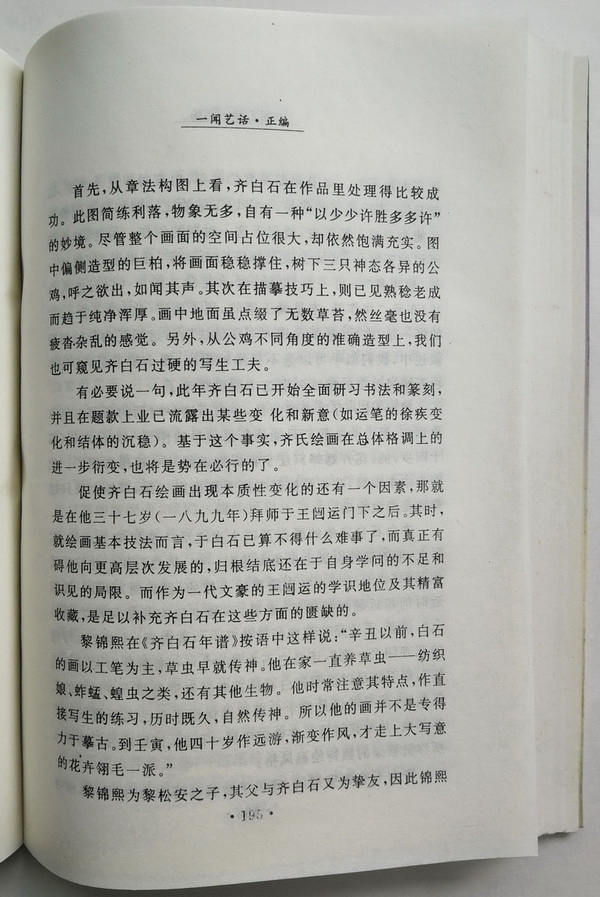 一闻艺话·正编
首先，从章法构图上看，齐白石在作品里处理得比较成
功。此图简练利落，物象无多，自有一种“以少少许胜多多许”
的妙境。尽管整个画面的空间占位很大，却依然饱满充实。图
中偏侧造型的巨柏，将画面稳稳撑住，树下三只神态各异的公
鸡，呼之欲出，如闻其声。其次在描摹技巧上，则已见熟稔老成
而趋于纯净浑厚。画中地面虽点缀了无数草苔，然丝毫也没有
疲沓杂乱的感觉。另外，从公鸡不同角度的准确造型上，我们
也可窥见齐白石过硬的写生工夫。
有必要说一句，此年齐白石已开始全面研习书法和篆刻，
并且在题款上业已流露出某些变 化和新意（如运笔的徐疾变
化和结体的沉稳）。基于这个事实，齐氏绘画在总体格调上的
进一步衍变，也将是势在必行的了。
促使齐白石绘画出现本质性变化的还有一个因素，那就
是在他三十七岁（一八九九年）拜师于王闿运门下之后。其时，
就绘画基本技法而言，于白石已算不得什么难事了，而真正有
碍他向更高层次发展的，归根结底还在于自身学问的不足和
识见的局限。而作为一代文豪的王闿运的学识地位及其精富
收藏，是足以补充齐白石在这些方面的匮缺的。
黎锦熙在《齐白石年谱》按语中这样说：“辛丑以前，白石
的画以工笔为主，草虫早就传神。他在家一直养草虫——纺织
娘、蚱蜢、蝗虫之类，还有其他生物。他时常注意其特点，作直
接写生的练习，历时既久，自然传神。所以他的画并不是专得
力于摹古。到壬寅，他四十岁作远游，渐变作风，才走上大写意
的花卉翎毛一派。”
黎锦熙为黎松安之子，其父与齐白石又为挚友，因此锦熙
·195·